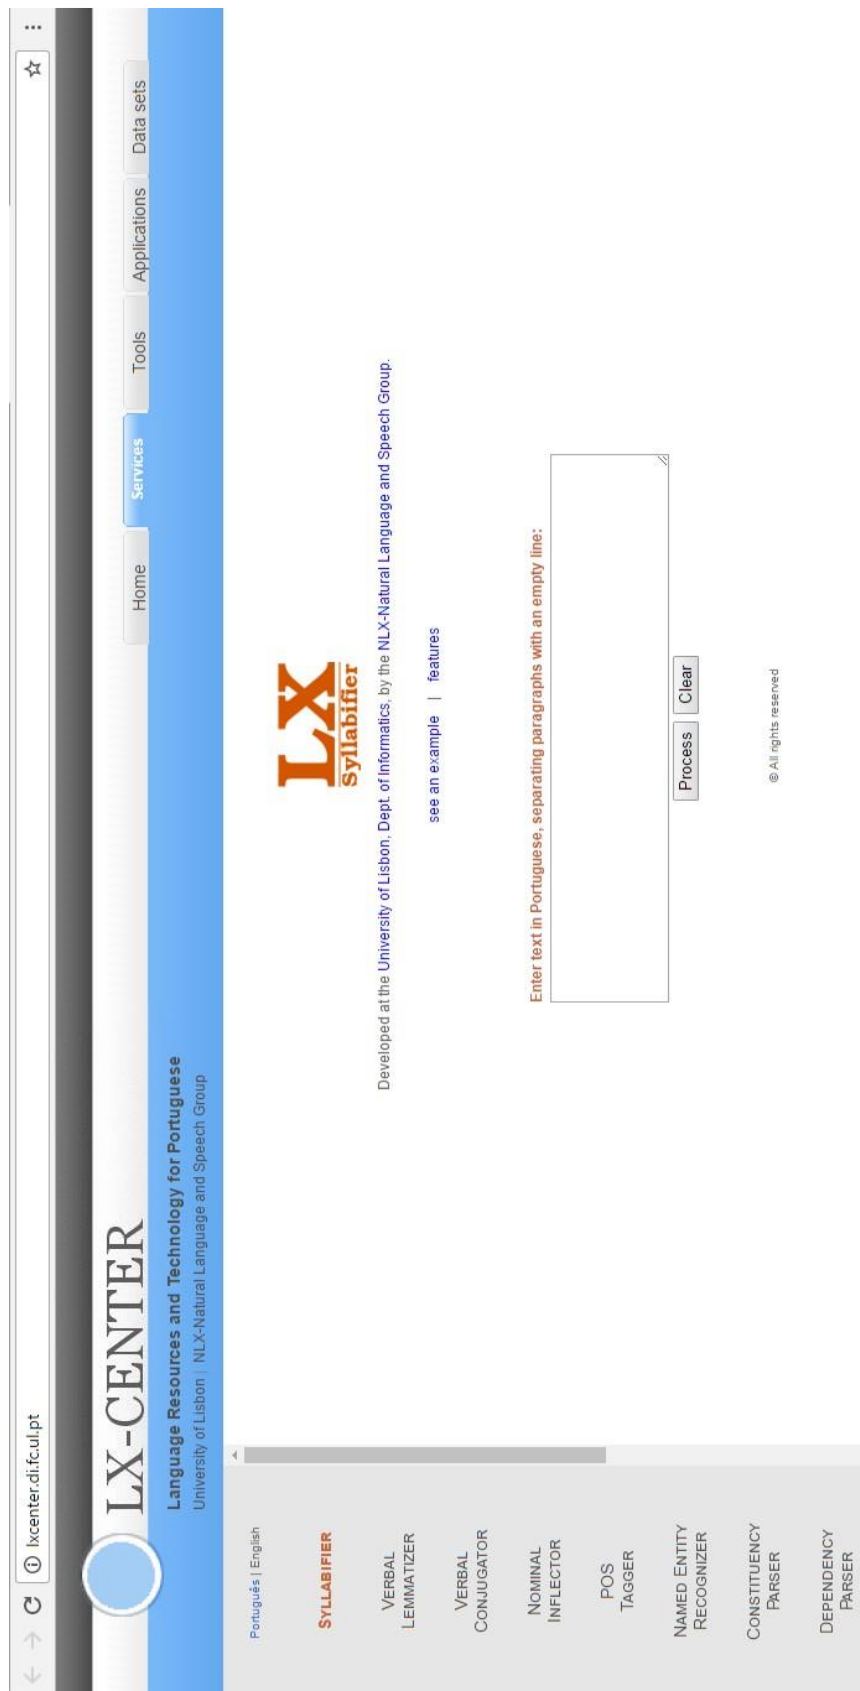 lxcenter.di.fc.ul.pt
LX-CENTER
Home
Services
Tools
Applications
Data sets
Language Resources and Technology for Portuguese
University of Lisbon | NLX-Natural Language and Speech Group
Português | English
SYLLABIFIER
VERBAL
LEMMATIZER
VERBAL
CONJUGATOR
NOMINAL
INFLECTOR
POS
TAGGER
NAMED ENTITY
RECOGNIZER
CONSTITUENCY
PARSER
DEPENDENCY
PARSER
LX
Syllabifier
Developed at the University of Lisbon, Dept. of Informatics, by the NLX-Natural Language and Speech Group.
see an example | features
Enter text in Portuguese, separating paragraphs with an empty line:
Process Clear
© All rights reserved